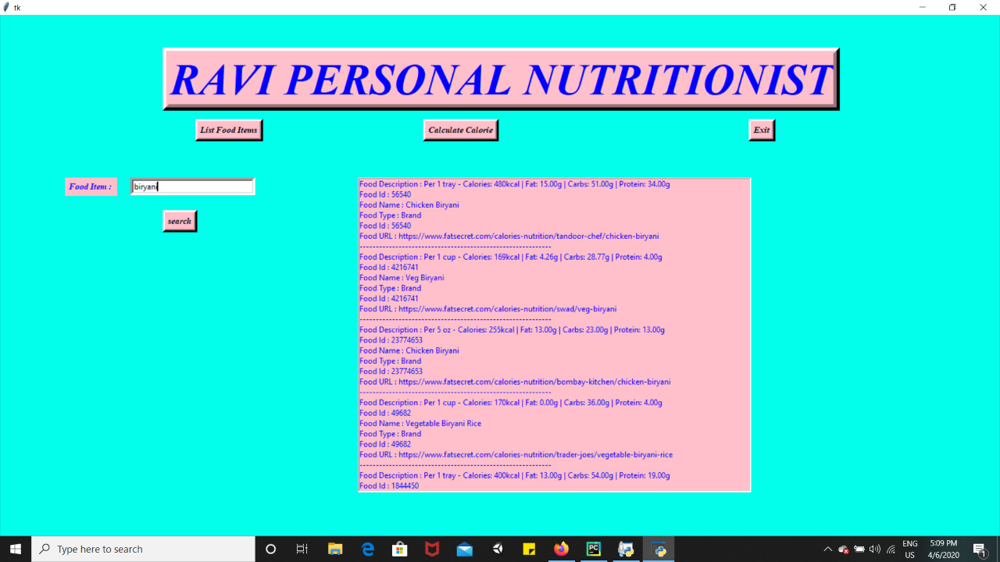 tk
RAVI PERSONAL NUTRITIONIST
List Food Items
Calculate Calorie
Exit
Food Item :
biryani
search
Food Description : Per 1 tray - Calories: 480kcal | Fat: 15.00g | Carbs: 51.00g | Protein: 34.00g
Food Id : 56540
Food Name : Chicken Biryani
Food Type : Brand
Food Id : 56540
Food URL : https://www.fatsecret.com/calories-nutrition/tandoor-chef/chicken-biryani
-----------------------------------------------------------
Food Description : Per 1 cup - Calories: 169kcal | Fat: 4.26g | Carbs: 28.77g | Protein: 4.00g
Food Id : 4216741
Food Name : Veg Biryani
Food Type : Brand
Food Id : 4216741
Food URL : https://www.fatsecret.com/calories-nutrition/swad/veg-biryani
-----------------------------------------------------------
Food Description : Per 5 oz - Calories: 255kcal | Fat: 13.00g | Carbs: 23.00g | Protein: 13.00g
Food Id : 23774653
Food Name : Chicken Biryani
Food Type : Brand
Food Id : 23774653
Food URL : https://www.fatsecret.com/calories-nutrition/bombay-kitchen/chicken-biryani
-----------------------------------------------------------
Food Description : Per 1 cup - Calories: 170kcal | Fat: 0.00g | Carbs: 36.00g | Protein: 4.00g
Food Id : 49682
Food Name : Vegetable Biryani Rice
Food Type : Brand
Food Id : 49682
Food URL : https://www.fatsecret.com/calories-nutrition/trader-joes/vegetable-biryani-rice
-----------------------------------------------------------
Food Description : Per 1 tray - Calories: 400kcal | Fat: 13.00g | Carbs: 54.00g | Protein: 19.00g
Food Id : 1844450
Type here to search
PC
ENG
US
5:09 PM
4/6/2020
1